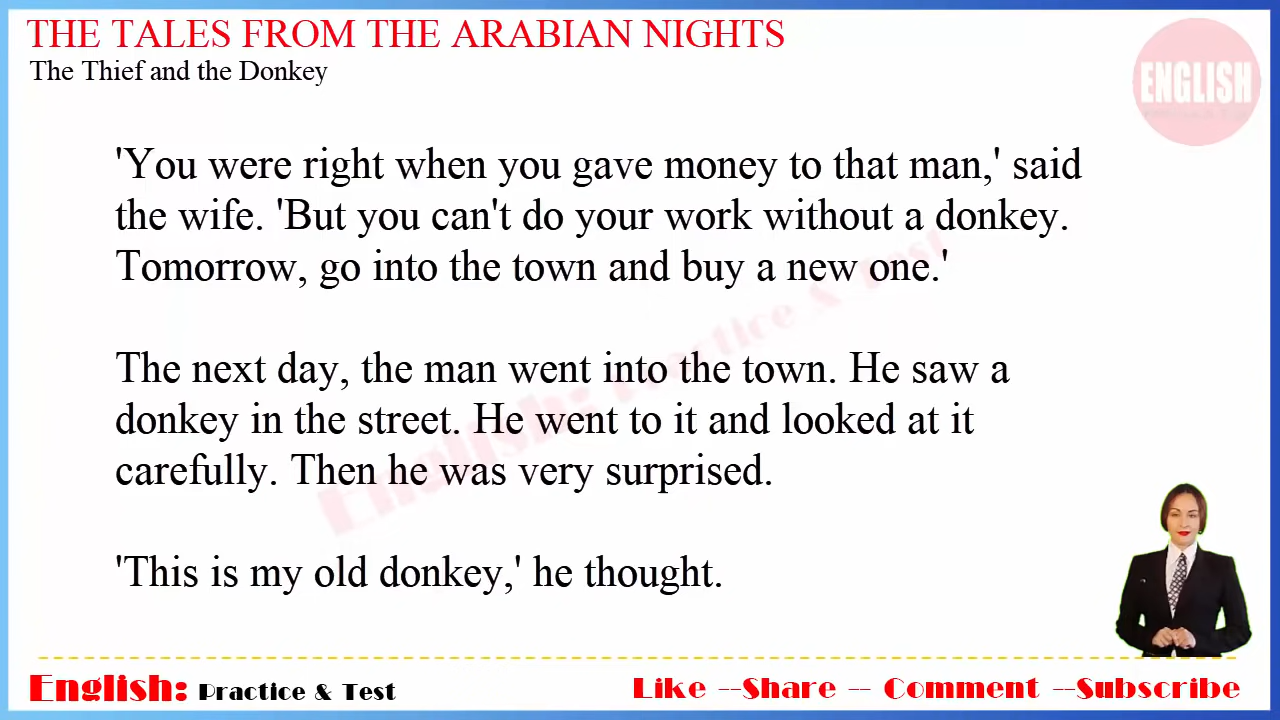 THE TALES FROM THE ARABIAN NIGHTS
The Thief and the Donkey
ENGLISH
'You were right when you gave money to that man,' said
the wife. 'But you can't do your work without a donkey.
Tomorrow, go into the town and buy a new one.'
The next day, the man went into the town. He saw a
donkey in the street. He went to it and looked at it
carefully. Then he was very surprised.
'This is my old donkey,' he thought.
English: Practice & Test
English: Practice & Test
Like --Share -- Comment --Subscribe